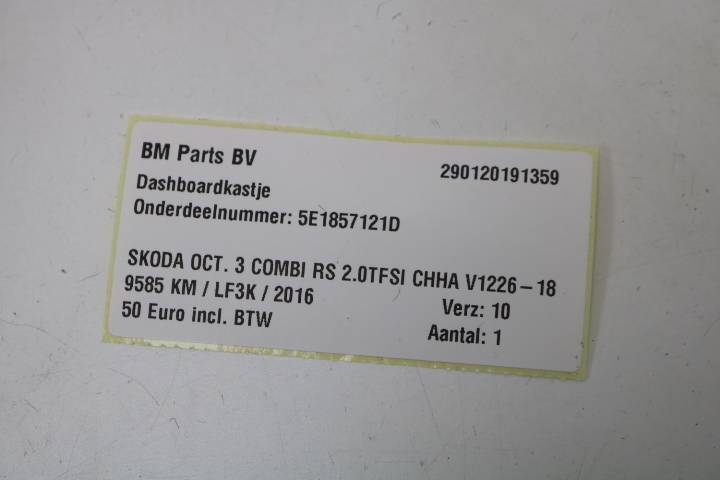 BM Parts BV 290120191359
Dashboardkastje
Onderdeelnummer: 5E1857121D
SKODA OCT. 3 COMBI RS 2.0TFSI CHHA V1226-18
9585 KM / LF3K / 2016 Verz: 10
50 Euro incl. BTW Aantal: 1